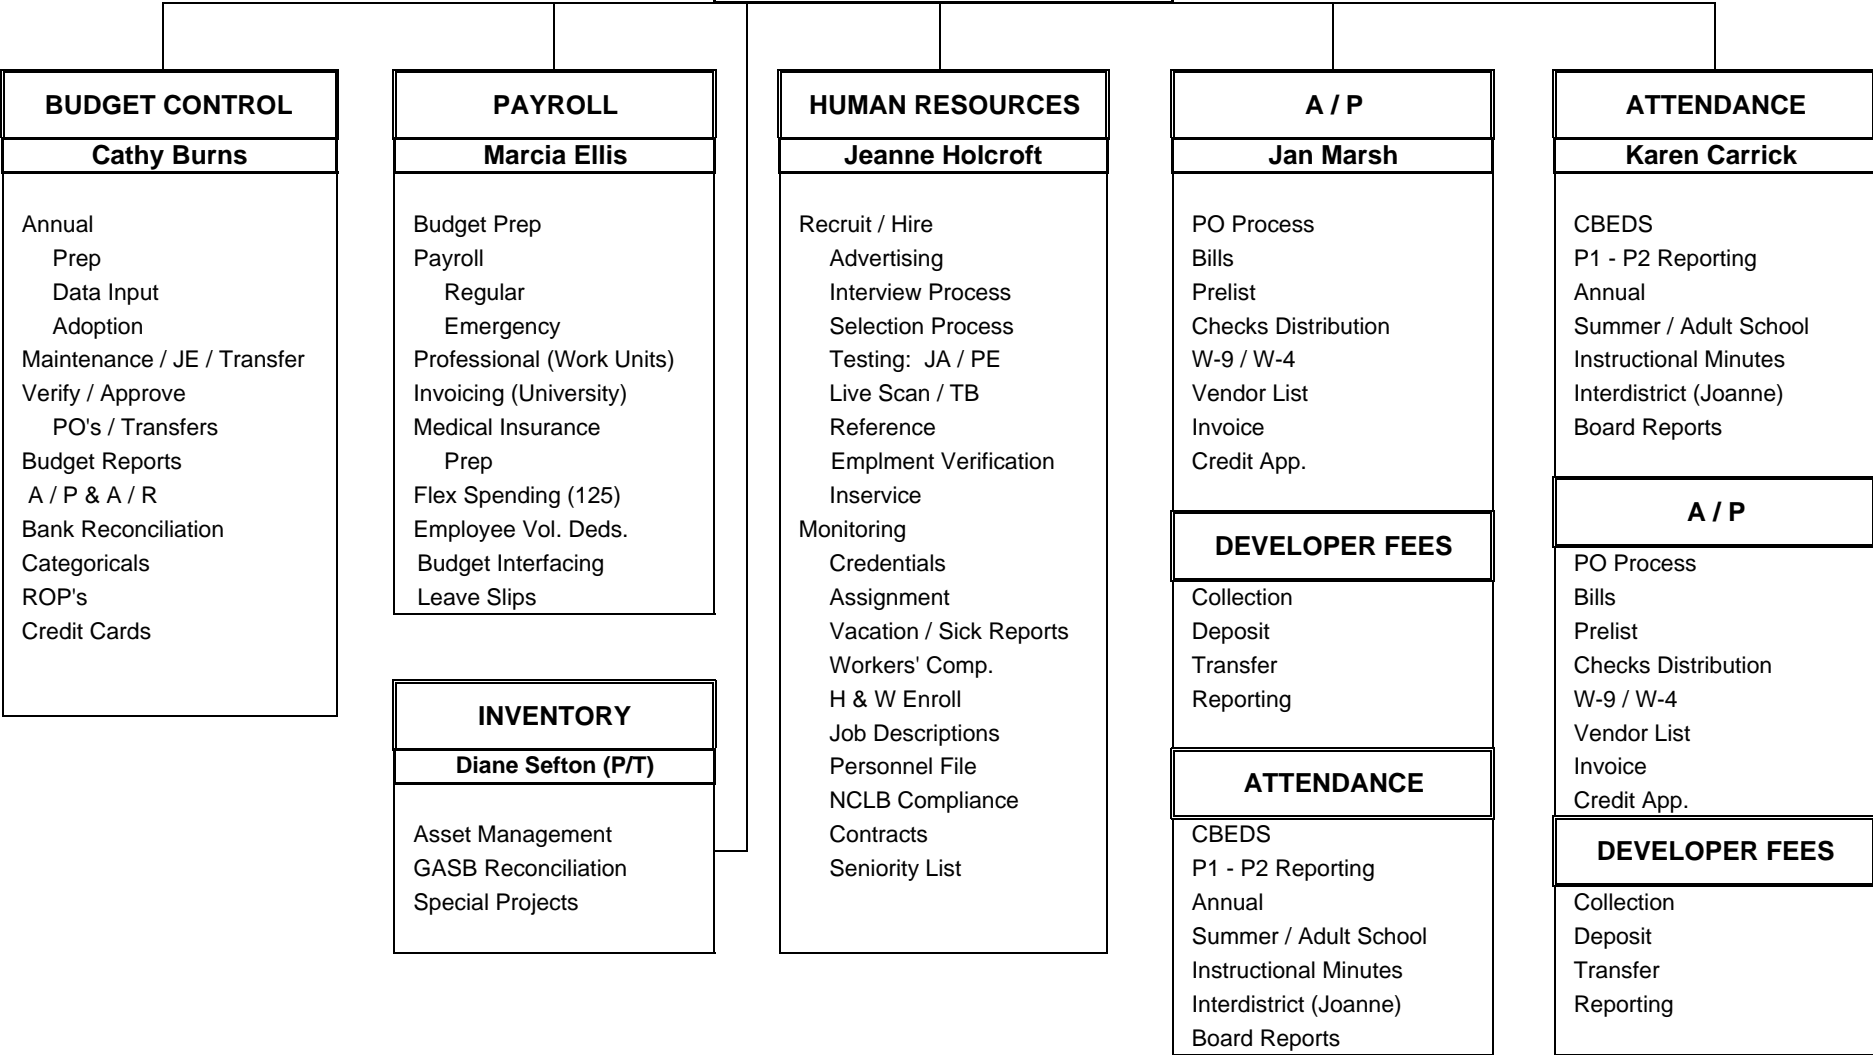 BUDGET CONTROL
Cathy Burns
Annual
Prep
Data Input
Adoption
Maintenance / JE / Transfer
Verify / Approve
PO's / Transfers
Budget Reports
A / P & A / R
Bank Reconciliation
Categoricals
ROP's
Credit Cards
PAYROLL
Marcia Ellis
Budget Prep
Payroll
Regular
Emergency
Professional (Work Units)
Invoicing (University)
Medical Insurance
Prep
Flex Spending (125)
Employee Vol. Deds.
Budget Interfacing
Leave Slips
INVENTORY
Diane Sefton (P/T)
Asset Management
GASB Reconciliation
Special Projects
HUMAN RESOURCES
Jeanne Holcroft
Recruit / Hire
Advertising
Interview Process
Selection Process
Testing:  JA / PE
Live Scan / TB
Reference
Emplment Verification
Inservice
Monitoring
Credentials
Assignment
Vacation / Sick Reports
Workers' Comp.
H & W Enroll
Job Descriptions
Personnel File
NCLB Compliance
Contracts
Seniority List
A / P
Jan Marsh
PO Process
Bills
Prelist
Checks Distribution
W-9 / W-4
Vendor List
Invoice
Credit App.
DEVELOPER FEES
Collection
Deposit
Transfer
Reporting
ATTENDANCE
CBEDS
P1 - P2 Reporting
Annual
Summer / Adult School
Instructional Minutes
Interdistrict (Joanne)
Board Reports
ATTENDANCE
Karen Carrick
CBEDS
P1 - P2 Reporting
Annual
Summer / Adult School
Instructional Minutes
Interdistrict (Joanne)
Board Reports
A / P
PO Process
Bills
Prelist
Checks Distribution
W-9 / W-4
Vendor List
Invoice
Credit App.
DEVELOPER FEES
Collection
Deposit
Transfer
Reporting